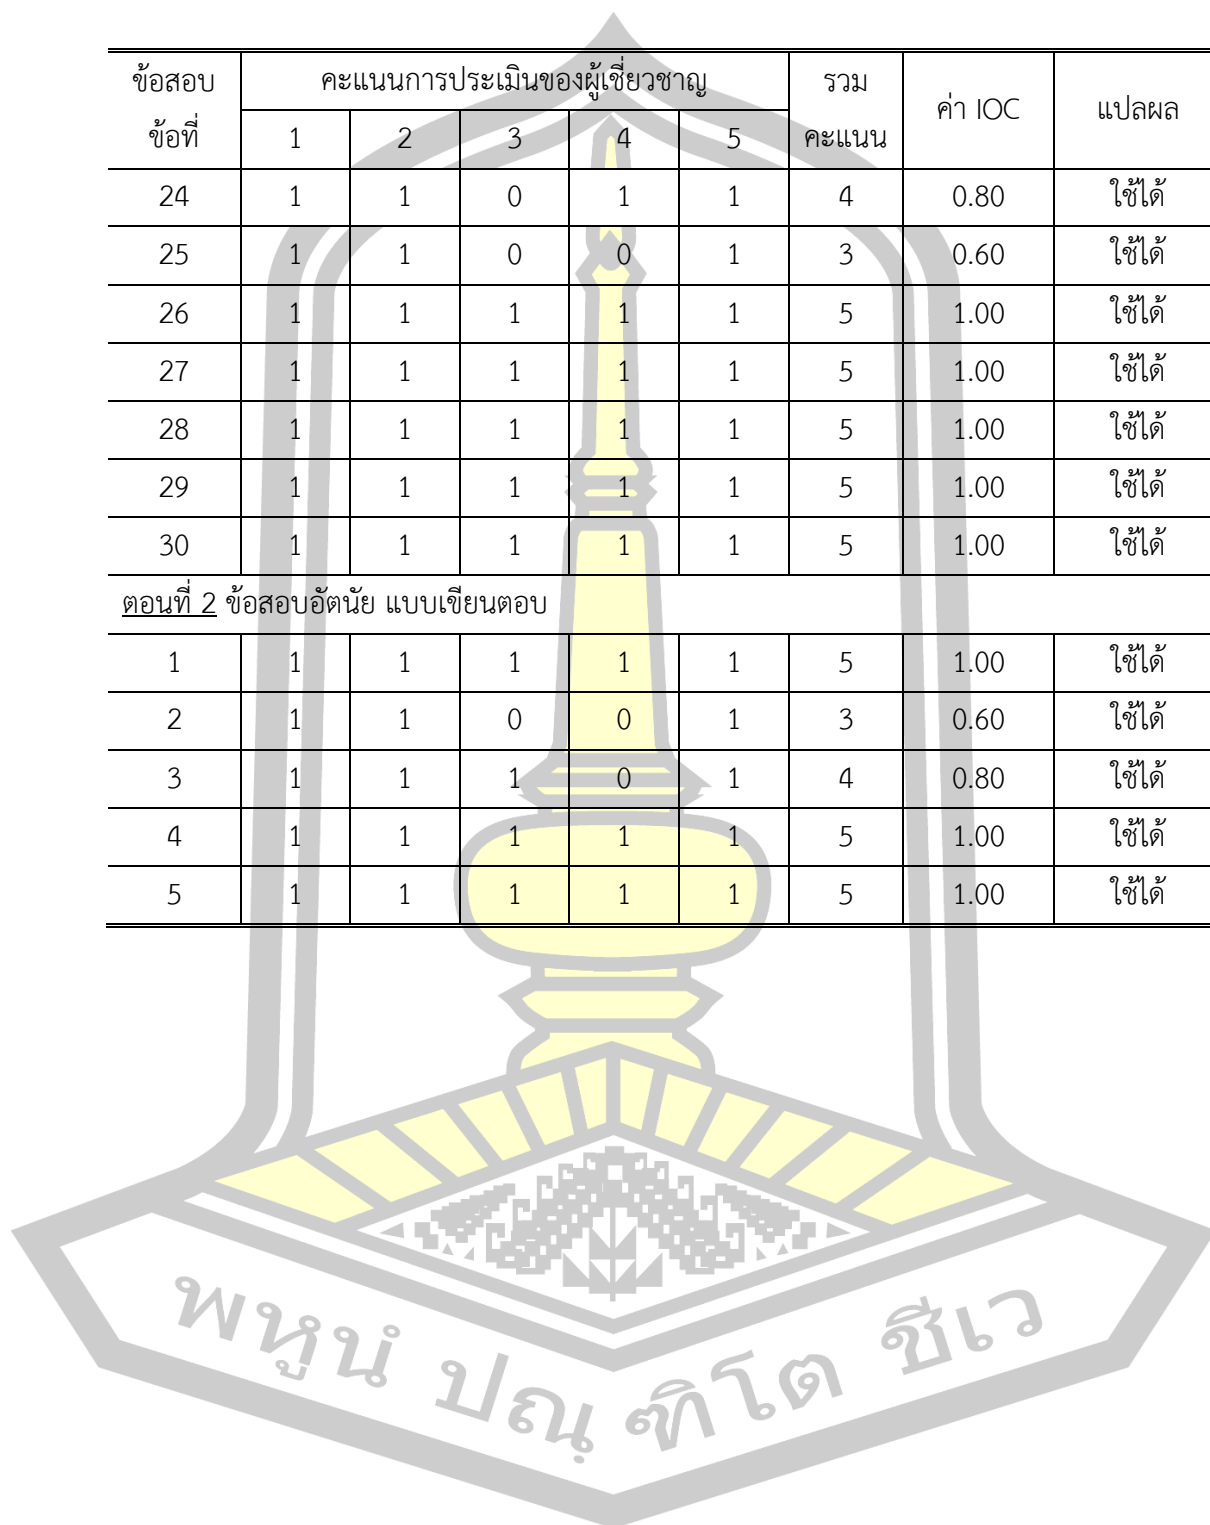 ข้อสอบข้อที่ คะแนนการประเมินของผู้เชี่ยวชาญ รวมคะแนน ค่า IOC แปลผล
1 2 3 4 5
24 1 1 0 1 1 4 0.80 ใช้ได้
25 1 1 0 0 1 3 0.60 ใช้ได้
26 1 1 1 1 1 5 1.00 ใช้ได้
27 1 1 1 1 1 5 1.00 ใช้ได้
28 1 1 1 1 1 5 1.00 ใช้ได้
29 1 1 1 1 1 5 1.00 ใช้ได้
30 1 1 1 1 1 5 1.00 ใช้ได้
ตอนที่ 2 ข้อสอบอัตนัย แบบเขียนตอบ
1 1 1 1 1 1 5 1.00 ใช้ได้
2 1 1 0 0 1 3 0.60 ใช้ได้
3 1 1 1 0 1 4 0.80 ใช้ได้
4 1 1 1 1 1 5 1.00 ใช้ได้
5 1 1 1 1 1 5 1.00 ใช้ได้
พหูนํ ปณฺฑิโต ชีเว